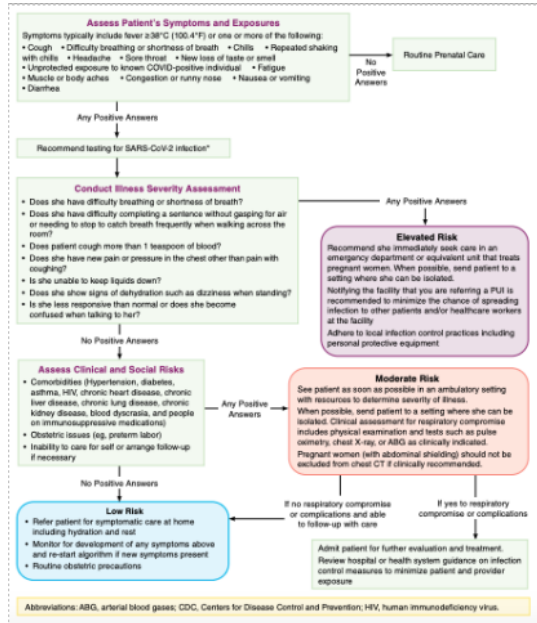 Assess Patient's Symptoms and Exposures
Symptoms typically include fever ≥38°C (100.4°F) or one or more of the following:
• Cough • Difficulty breathing or shortness of breath • Chills • Repeated shaking
with chills • Headache • Sore throat • New loss of taste or smell
• Unprotected exposure to known COVID-positive individual • Fatigue
• Muscle or body aches • Congestion or runny nose • Nausea or vomiting
• Diarrhea
No
Positive
Answers
Routine Prenatal Care
Any Positive Answers
Recommend testing for SARS-CoV-2 infection*
Conduct Illness Severity Assessment
• Does she have difficulty breathing or shortness of breath?
• Does she have difficulty completing a sentence without gasping for air
or needing to stop to catch breath frequently when walking across the
room?
• Does patient cough more than 1 teaspoon of blood?
• Does she have new pain or pressure in the chest other than pain with
coughing?
• Is she unable to keep liquids down?
• Does she show signs of dehydration such as dizziness when standing?
• Is she less responsive than normal or does she become
confused when talking to her?
Any Positive Answers
Elevated Risk
Recommend she immediately seek care in an
emergency department or equivalent unit that treats
pregnant women. When possible, send patient to a
setting where she can be isolated.
Notifying the facility that you are referring a PUI is
recommended to minimize the chance of spreading
infection to other patients and/or healthcare workers
at the facility
Adhere to local infection control practices including
personal protective equipment
No Positive Answers
Assess Clinical and Social Risks
• Comorbidities (Hypertension, diabetes,
asthma, HIV, chronic heart disease, chronic
liver disease, chronic lung disease, chronic
kidney disease, blood dyscrasia, and people
on immunosuppressive medications)
• Obstetric issues (eg, preterm labor)
• Inability to care for self or arrange follow-up
if necessary
Any Positive
Answers
Moderate Risk
See patient as soon as possible in an ambulatory setting
with resources to determine severity of illness.
When possible, send patient to a setting where she can be
isolated. Clinical assessment for respiratory compromise
includes physical examination and tests such as pulse
oximetry, chest X-ray, or ABG as clinically indicated.
Pregnant women (with abdominal shielding) should not be
excluded from chest CT if clinically recommended.
No Positive Answers
Low Risk
• Refer patient for symptomatic care at home
including hydration and rest
• Monitor for development of any symptoms above
and re-start algorithm if new symptoms present
• Routine obstetric precautions
If no respiratory compromise
or complications and able
to follow-up with care
If yes to respiratory
compromise or complications
Admit patient for further evaluation and treatment.
Review hospital or health system guidance on infection
control measures to minimize patient and provider
exposure
Abbreviations: ABG, arterial blood gases; CDC, Centers for Disease Control and Prevention; HIV, human immunodeficiency virus.